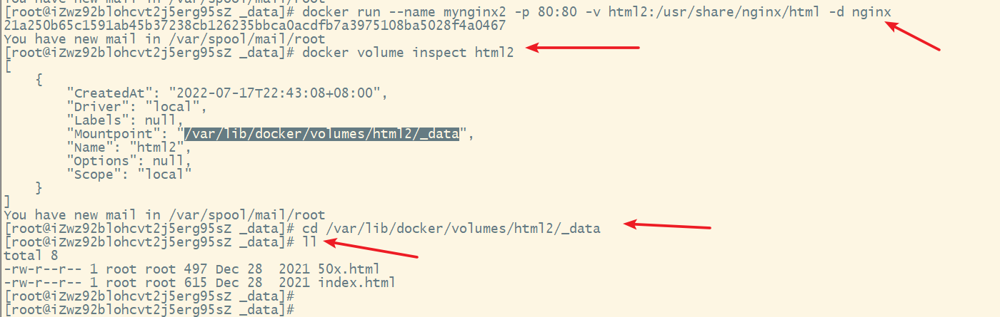 You have new mail in /var/spool/mail/root
[root@iZwz92blohcvt2j5erg95sZ _data]# docker run --name mynginx2 -p 80:80 -v html2:/usr/share/nginx/html -d nginx
21a250b65c1591ab45b37238cb126235bbca0acdfb7a3975108ba5028f4a0467
You have new mail in /var/spool/mail/root
[root@iZwz92blohcvt2j5erg95sZ _data]# docker volume inspect html2
[
    {
        "CreatedAt": "2022-07-17T22:43:08+08:00",
        "Driver": "local",
        "Labels": null,
        "Mountpoint": "/var/lib/docker/volumes/html2/_data",
        "Name": "html2",
        "Options": null,
        "Scope": "local"
    }
]
You have new mail in /var/spool/mail/root
[root@iZwz92blohcvt2j5erg95sZ _data]# cd /var/lib/docker/volumes/html2/_data
[root@iZwz92blohcvt2j5erg95sZ _data]# ll
total 8
-rw-r--r-- 1 root root 497 Dec 28  2021 50x.html
-rw-r--r-- 1 root root 615 Dec 28  2021 index.html
[root@iZwz92blohcvt2j5erg95sZ _data]#
[root@iZwz92blohcvt2j5erg95sZ _data]#